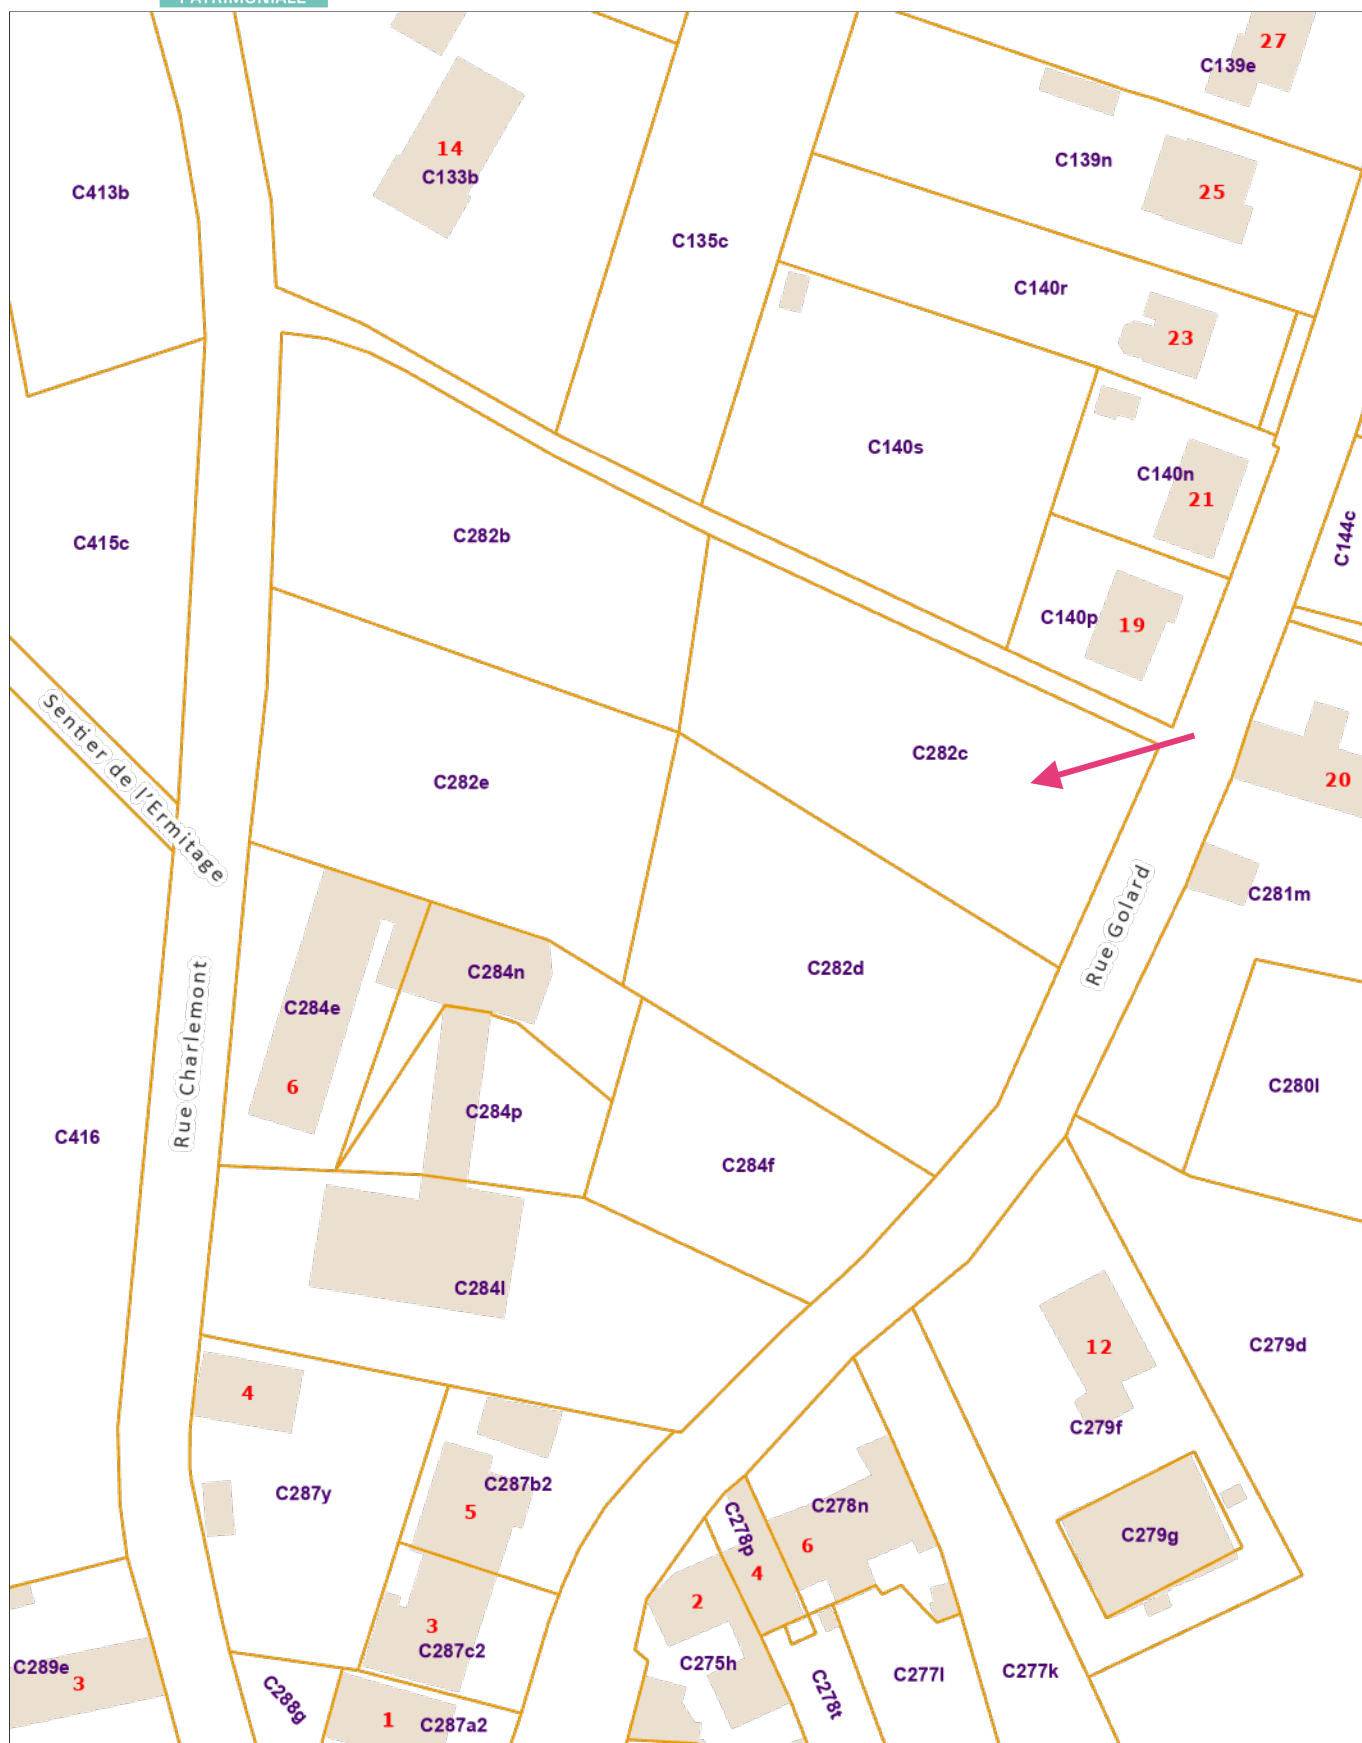 PATRIMONIALE
27
C139e
14
C133b
C139n
25
C413b
C135c
C140r
23
C140s
C140n
21
C144c
C282b
C415c
C140p
19
Sentier de l'Ermitage
C282c
20
C282e
C281m
Rue Golard
C282d
C284n
C284e
6
Rue Charlemont
C284p
C280l
C416
C284f
C284l
12
C279d
C279f
4
C287y
C287b2
5
C278p
C278n
6
4
C279g
2
3
C287c2
C289e
3
C275h
C277l
C277k
C288g
C278t
1
C287a2